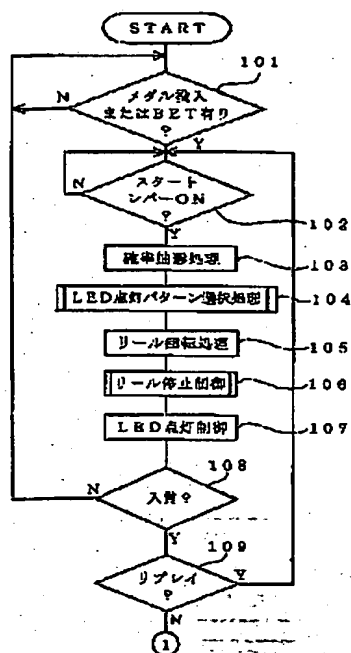 START
101
メダル投入
またはBET有り
?
N
Y
スタート
レバーON
?
N
Y
102
確率抽選処理
103
LED点灯パターン選択処理
104
リール回転処理
105
リール停止制御
106
LED点灯制御
107
108
入賞?
N
Y
109
リプレイ
?
Y
N
1